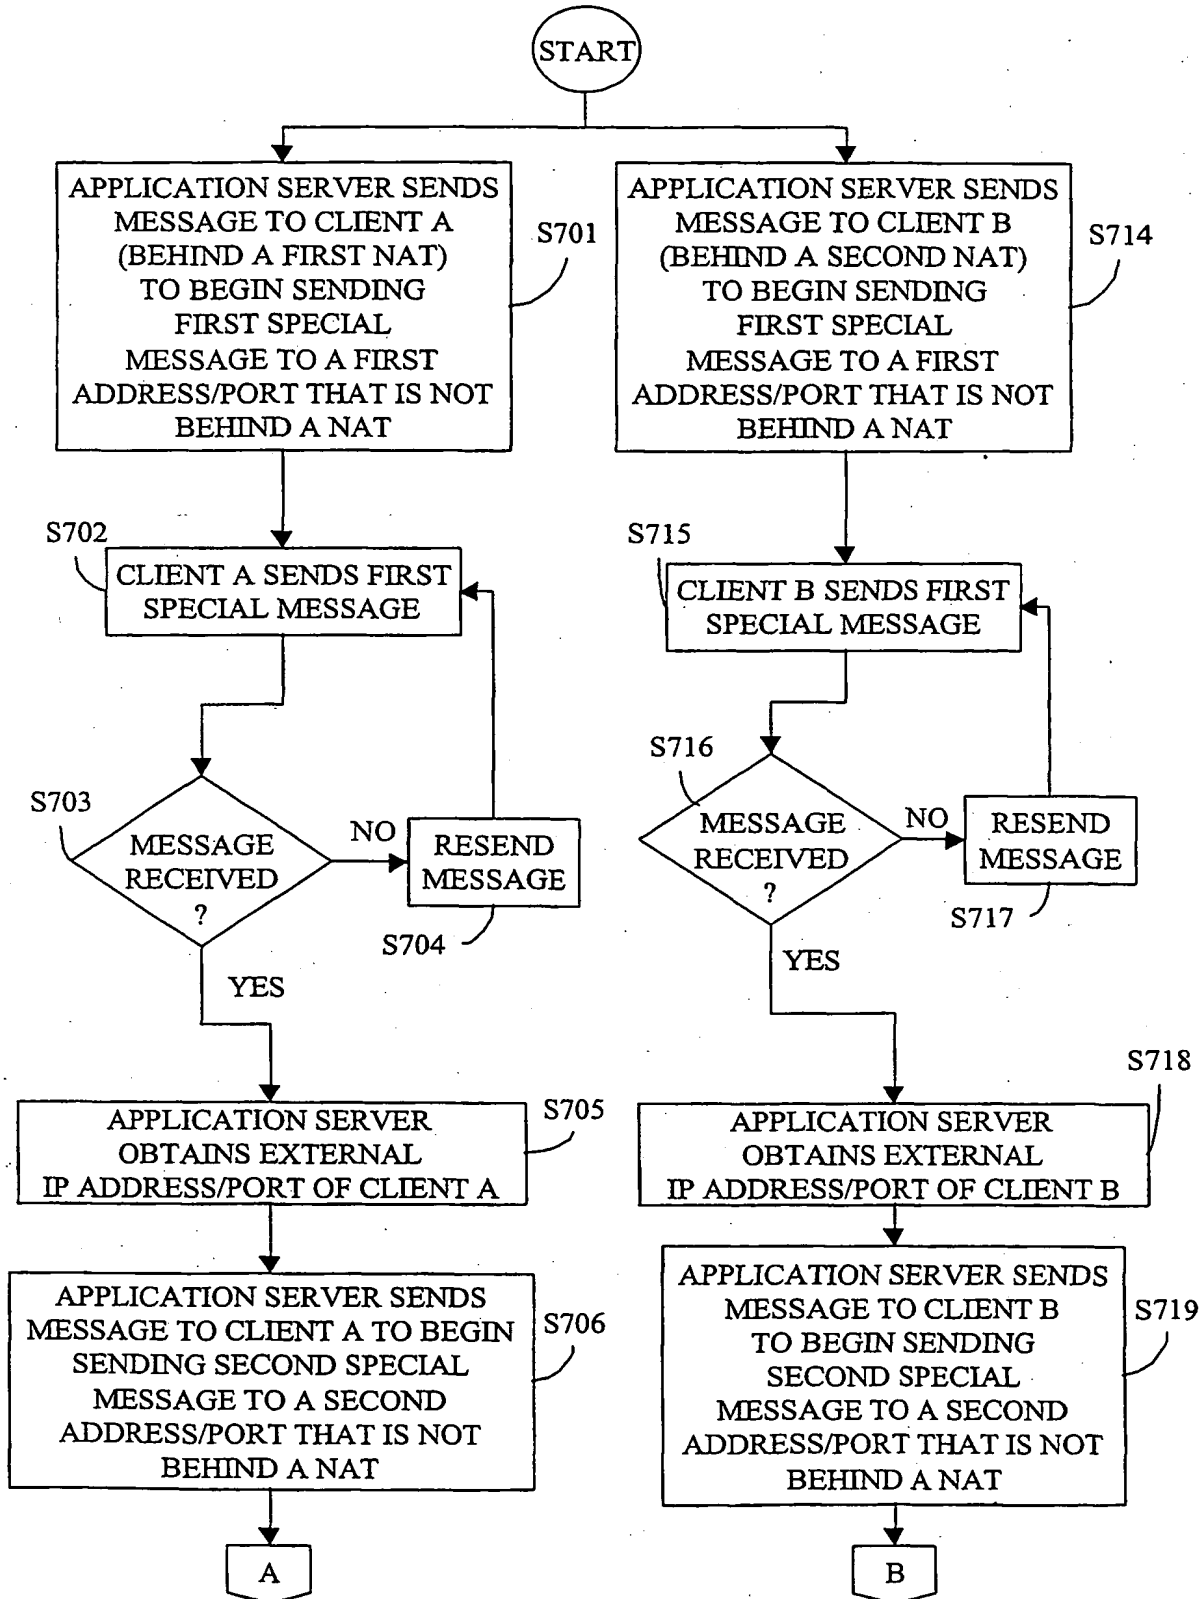 START
APPLICATION SERVER SENDS
MESSAGE TO CLIENT A
(BEHIND A FIRST NAT)
TO BEGIN SENDING
FIRST SPECIAL
MESSAGE TO A FIRST
ADDRESS/PORT THAT IS NOT
BEHIND A NAT
S701
APPLICATION SERVER SENDS
MESSAGE TO CLIENT B
(BEHIND A SECOND NAT)
TO BEGIN SENDING
FIRST SPECIAL
MESSAGE TO A FIRST
ADDRESS/PORT THAT IS NOT
BEHIND A NAT
S714
S702
CLIENT A SENDS FIRST
SPECIAL MESSAGE
S715
CLIENT B SENDS FIRST
SPECIAL MESSAGE
S703
MESSAGE
RECEIVED
?
NO
RESEND
MESSAGE
S704
YES
S716
MESSAGE
RECEIVED
?
NO
RESEND
MESSAGE
S717
YES
APPLICATION SERVER
OBTAINS EXTERNAL
IP ADDRESS/PORT OF CLIENT A
S705
APPLICATION SERVER
OBTAINS EXTERNAL
IP ADDRESS/PORT OF CLIENT B
S718
APPLICATION SERVER SENDS
MESSAGE TO CLIENT A TO BEGIN
SENDING SECOND SPECIAL
MESSAGE TO A SECOND
ADDRESS/PORT THAT IS NOT
BEHIND A NAT
S706
APPLICATION SERVER SENDS
MESSAGE TO CLIENT B
TO BEGIN SENDING
SECOND SPECIAL
MESSAGE TO A SECOND
ADDRESS/PORT THAT IS NOT
BEHIND A NAT
S719
A
B